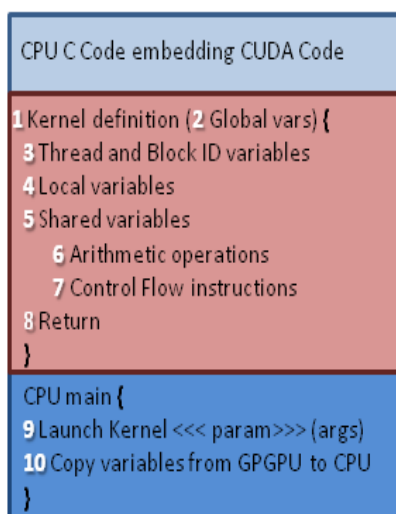 CPU C Code embedding CUDA Code
1 Kernel definition (2 Global vars) {
3 Thread and Block ID variables
4 Local variables
5 Shared variables
6 Arithmetic operations
7 Control Flow instructions
8 Return
}
CPU main {
9 Launch Kernel <<< param>>> (args)
10 Copy variables from GPGPU to CPU
}